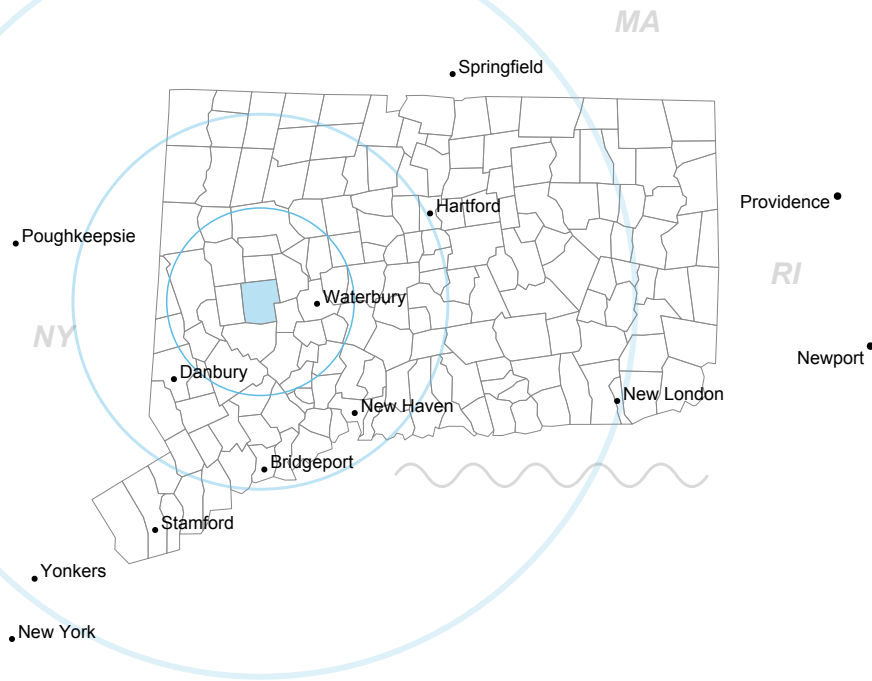 MA
Springfield
Providence
Hartford
Poughkeepsie
RI
Waterbury
NY
Newport
Danbury
New London
New Haven
Bridgeport
Stamford
Yonkers
New York